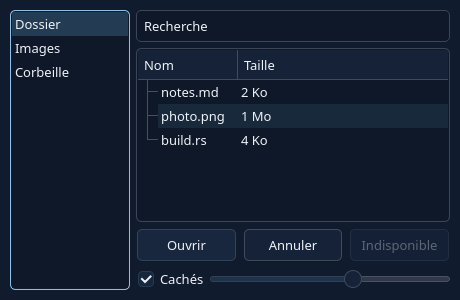 Dossier
Images
Corbeille
Recherche
Nom Taille
notes.md 2 Ko
photo.png 1 Mo
build.rs 4 Ko
Ouvrir Annuler Indisponible
Cachés